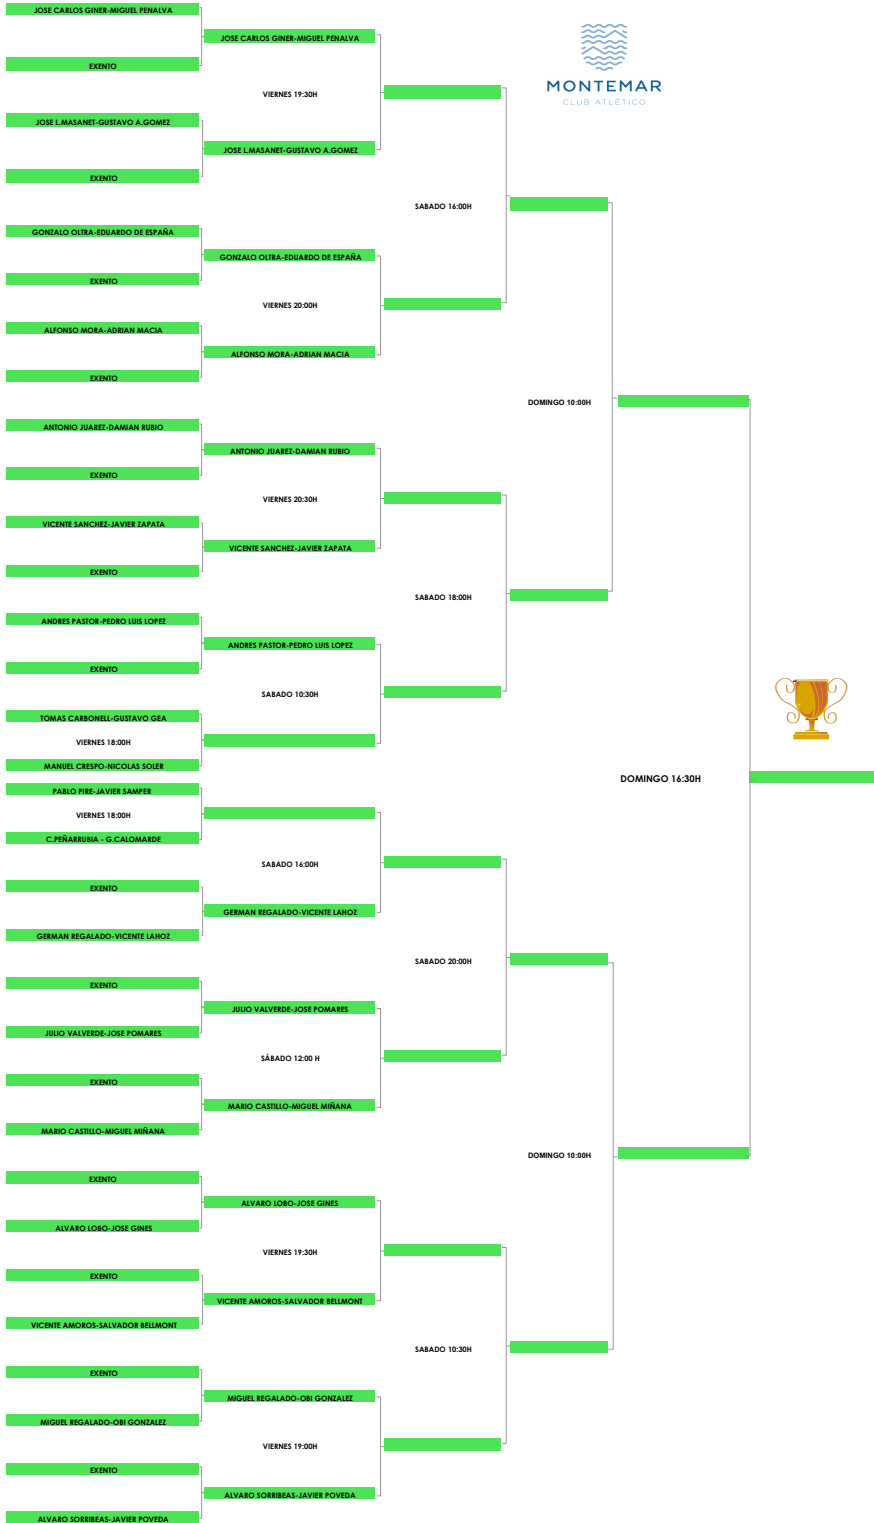 JOSE CARLOS GINER-MIGUEL PENALVA
JOSE CARLOS GINER-MIGUEL PENALVA
EXENTO
VIERNES 19:30H
MONTEMAR
CLUB ATLÉTICO
JOSE L.MASANET-GUSTAVO A.GOMEZ
JOSE L.MASANET-GUSTAVO A.GOMEZ
EXENTO
SABADO 16:00H
GONZALO OLTRA-EDUARDO DE ESPAÑA
GONZALO OLTRA-EDUARDO DE ESPAÑA
EXENTO
VIERNES 20:00H
ALFONSO MORA-ADRIAN MACIA
ALFONSO MORA-ADRIAN MACIA
EXENTO
DOMINGO 10:00H
ANTONIO JUAREZ-DAMIAN RUBIO
ANTONIO JUAREZ-DAMIAN RUBIO
EXENTO
VIERNES 20:30H
VICENTE SANCHEZ-JAVIER ZAPATA
VICENTE SANCHEZ-JAVIER ZAPATA
EXENTO
SABADO 18:00H
ANDRES PASTOR-PEDRO LUIS LOPEZ
ANDRES PASTOR-PEDRO LUIS LOPEZ
EXENTO
SABADO 10:30H
TOMAS CARBONELL-GUSTAVO GEA
VIERNES 18:00H
MANUEL CRESPO-NICOLAS SOLER
DOMINGO 16:30H
PABLO PIRE-JAVIER SAMPER
VIERNES 18:00H
C.PEÑARRUBIA - G.CALOMARDE
SABADO 16:00H
EXENTO
GERMAN REGALADO-VICENTE LAHOZ
GERMAN REGALADO-VICENTE LAHOZ
SABADO 20:00H
EXENTO
JULIO VALVERDE-JOSE POMARES
JULIO VALVERDE-JOSE POMARES
SÁBADO 12:00 H
EXENTO
MARIO CASTILLO-MIGUEL MIÑANA
MARIO CASTILLO-MIGUEL MIÑANA
DOMINGO 10:00H
EXENTO
ALVARO LOBO-JOSE GINES
ALVARO LOBO-JOSE GINES
VIERNES 19:30H
EXENTO
VICENTE AMOROS-SALVADOR BELLMONT
VICENTE AMOROS-SALVADOR BELLMONT
SABADO 10:30H
EXENTO
MIGUEL REGALADO-OBI GONZALEZ
MIGUEL REGALADO-OBI GONZALEZ
VIERNES 19:00H
EXENTO
ALVARO SORRIBEAS-JAVIER POVEDA
ALVARO SORRIBEAS-JAVIER POVEDA